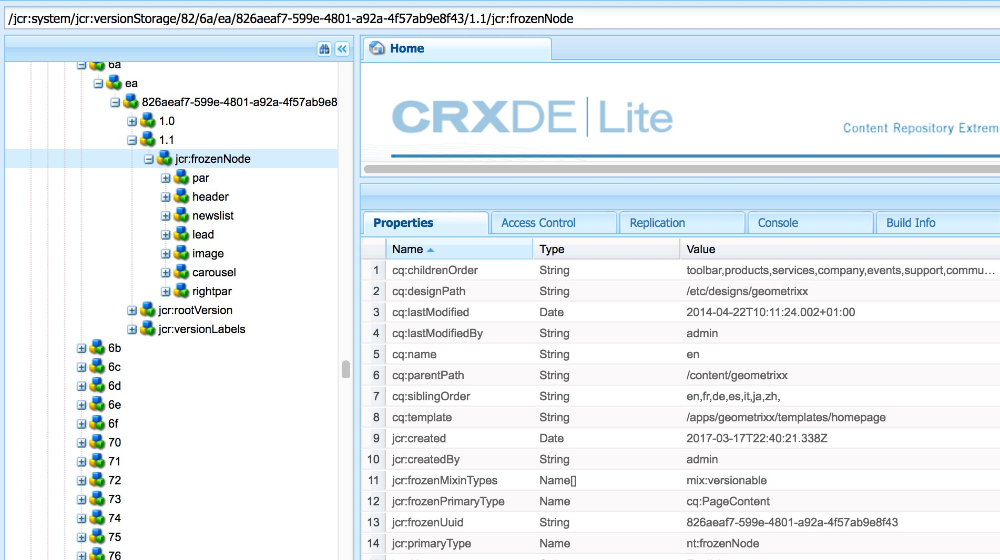 /jcr:system/jcr:versionStorage/82/6a/ea/826aeaf7-599e-4801-a92a-4f57ab9e8f43/1.1/jcr:frozenNode
6a
ea
826aeaf7-599e-4801-a92a-4f57ab9e8
1.0
1.1
jcr:frozenNode
par
header
newslist
lead
image
carousel
rightpar
jcr:rootVersion
jcr:versionLabels
6b
6c
6d
6e
6f
70
71
72
73
74
75
76
Home
CRXDE Lite
Content Repository Extrem
Properties Access Control Replication Console Build Info
Name Type Value
1 cq:childrenOrder String toolbar,products,services,company,events,support,commu...
2 cq:designPath String /etc/designs/geometrixx
3 cq:lastModified Date 2014-04-22T10:11:24.002+01:00
4 cq:lastModifiedBy String admin
5 cq:name String en
6 cq:parentPath String /content/geometrixx
7 cq:siblingOrder String en,fr,de,es,it,ja,zh,
8 cq:template String /apps/geometrixx/templates/homepage
9 jcr:created Date 2017-03-17T22:40:21.338Z
10 jcr:createdBy String admin
11 jcr:frozenMixinTypes Name[] mix:versionable
12 jcr:frozenPrimaryType Name cq:PageContent
13 jcr:frozenUuid String 826aeaf7-599e-4801-a92a-4f57ab9e8f43
14 jcr:primaryType Name nt:frozenNode